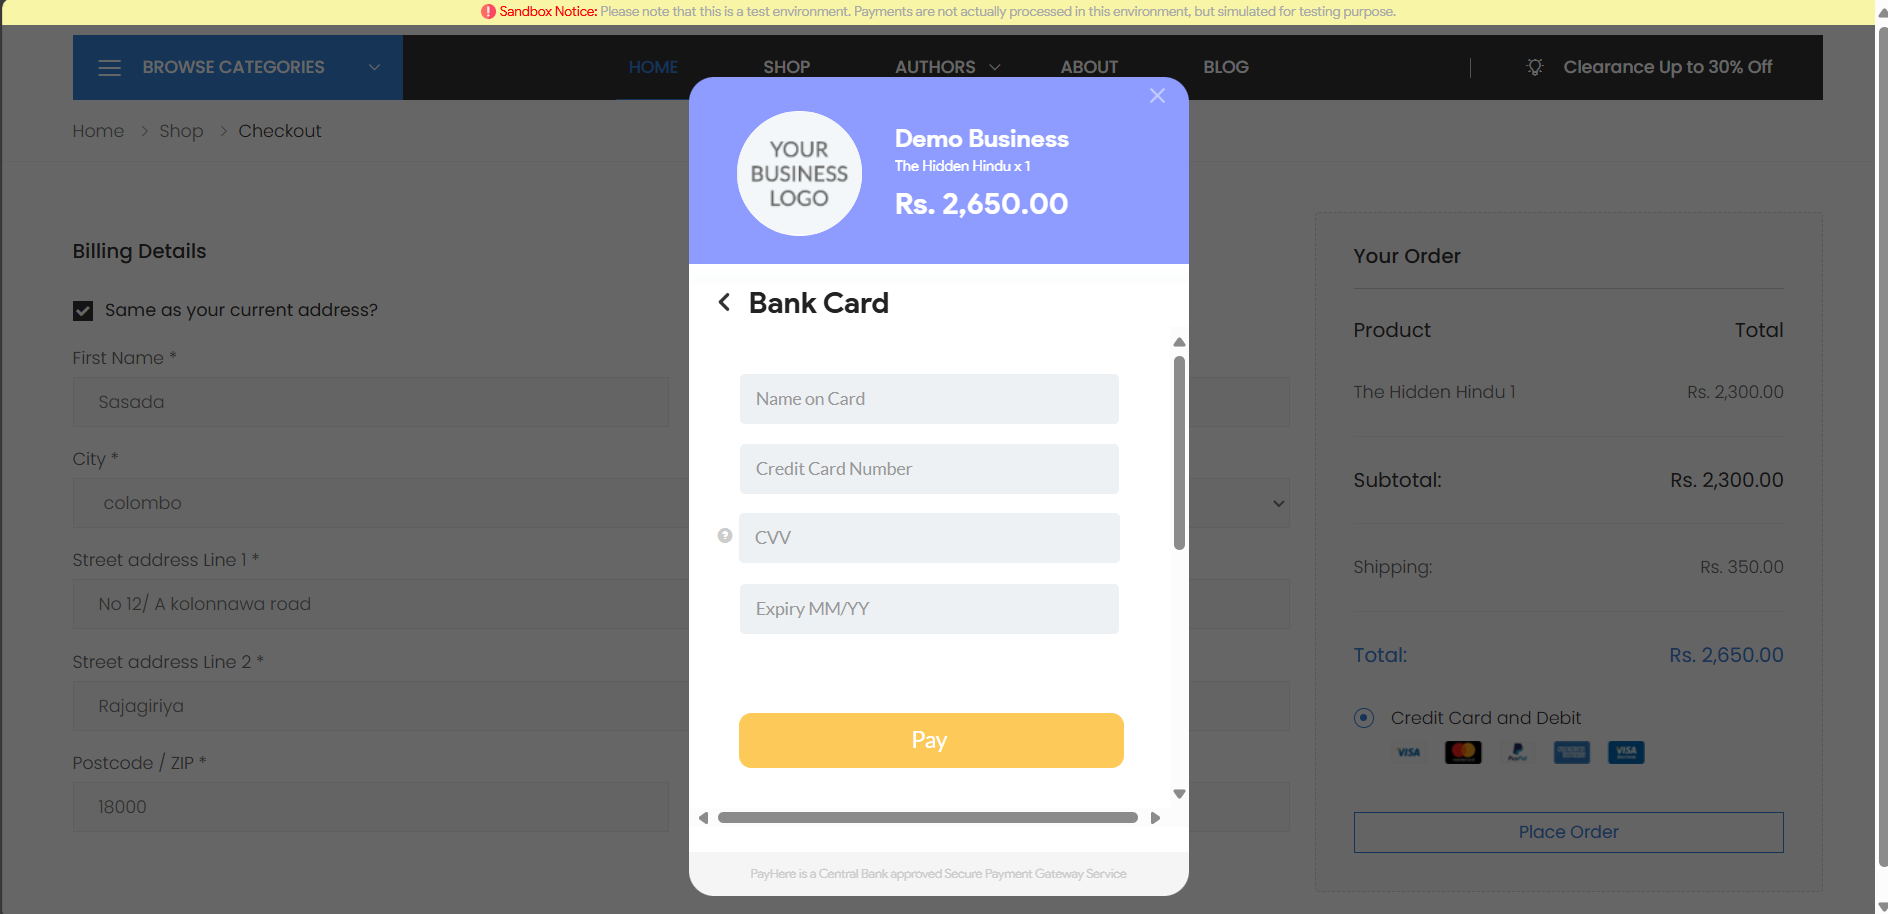 Sandbox Notice: Please note that this is a test environment. Payments are not actually processed in this environment, but simulated for testing purpose.
BROWSE CATEGORIES
HOME
SHOP
AUTHORS
ABOUT
BLOG
Clearance Up to 30% Off
Home > Shop > Checkout
YOUR
BUSINESS
LOGO
Demo Business
The Hidden Hindu x 1
Rs. 2,650.00
Bank Card
Name on Card
Credit Card Number
CVV
Expiry MM/YY
Pay
PayHere is a Central Bank approved Secure Payment Gateway Service
Billing Details
Same as your current address?
First Name *
Sasada
City *
colombo
Street address Line 1 *
No 12/ A kolonnawa road
Street address Line 2 *
Rajagiriya
Postcode / ZIP *
18000
Your Order
Product Total
The Hidden Hindu 1 Rs. 2,300.00
Subtotal: Rs. 2,300.00
Shipping: Rs. 350.00
Total: Rs. 2,650.00
Credit Card and Debit
VISA
PayPal
VISA
Place Order